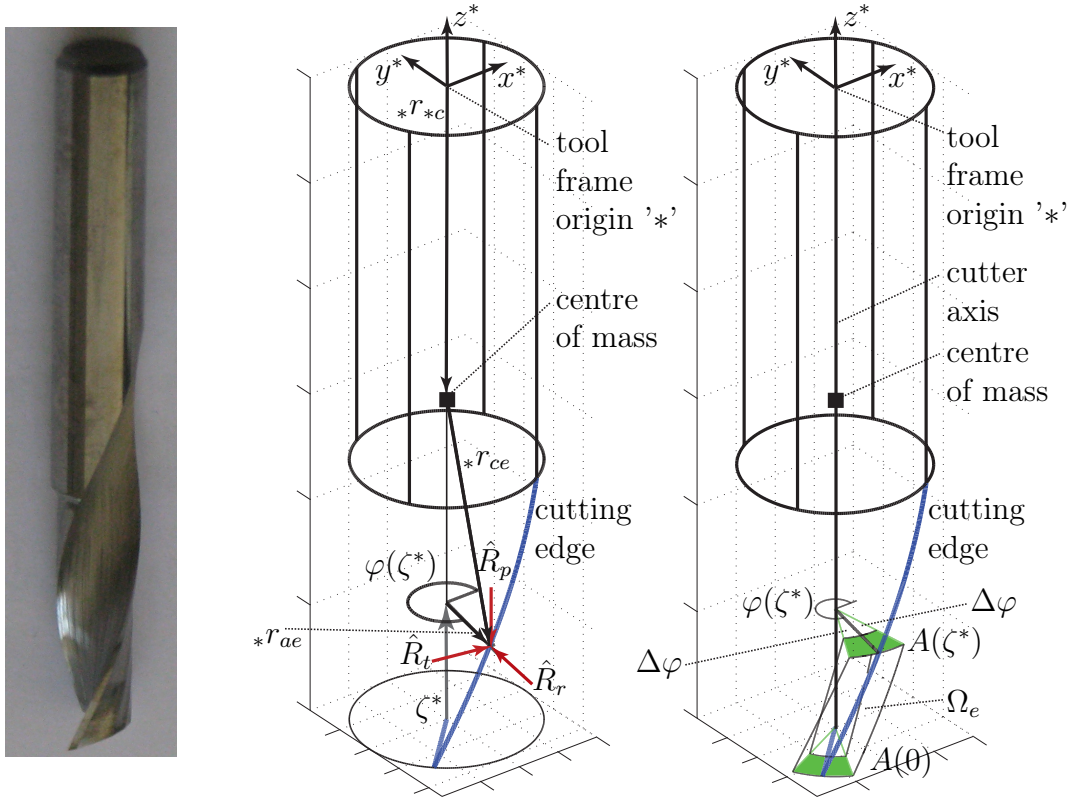 z*
y*
x*
*r*c
tool
frame
origin '*'
centre
of mass
*rce
cutting
edge
φ(ζ*)
R̂p
*rae
R̂t
R̂r
ζ*
z*
y*
x*
tool
frame
origin '*'
cutter
axis
centre
of mass
cutting
edge
φ(ζ*)
Δφ
A(ζ*)
Δφ
Ωe
A(0)